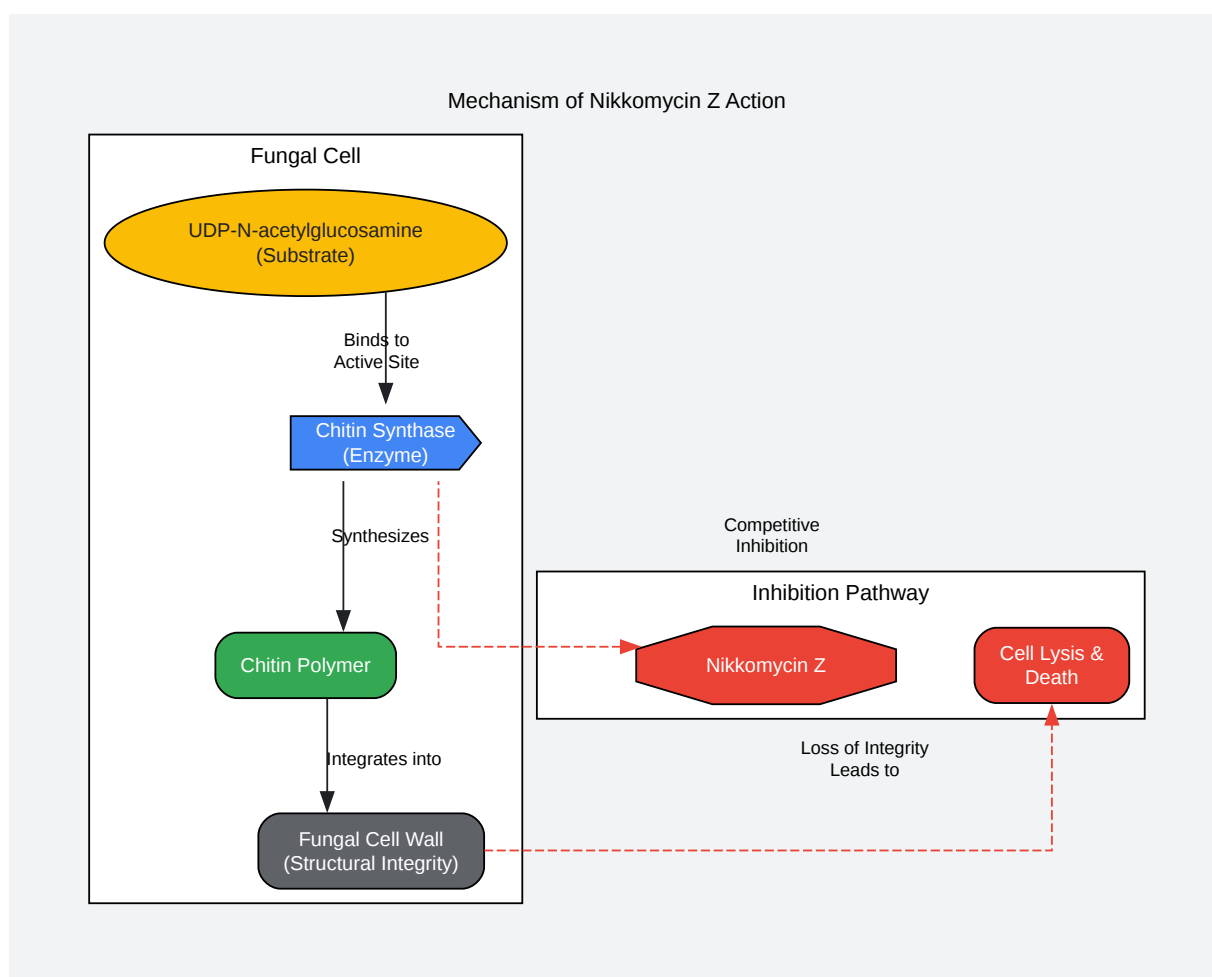 Mechanism of Nikkomycin Z Action
Fungal Cell
UDP-N-acetylglucosamine
(Substrate)
Binds to
Active Site
Chitin Synthase
(Enzyme)
Synthesizes
Competitive
Inhibition
Inhibition Pathway
Chitin Polymer
Nikkomycin Z
Cell Lysis &
Death
Integrates into
Loss of Integrity
Leads to
Fungal Cell Wall
(Structural Integrity)